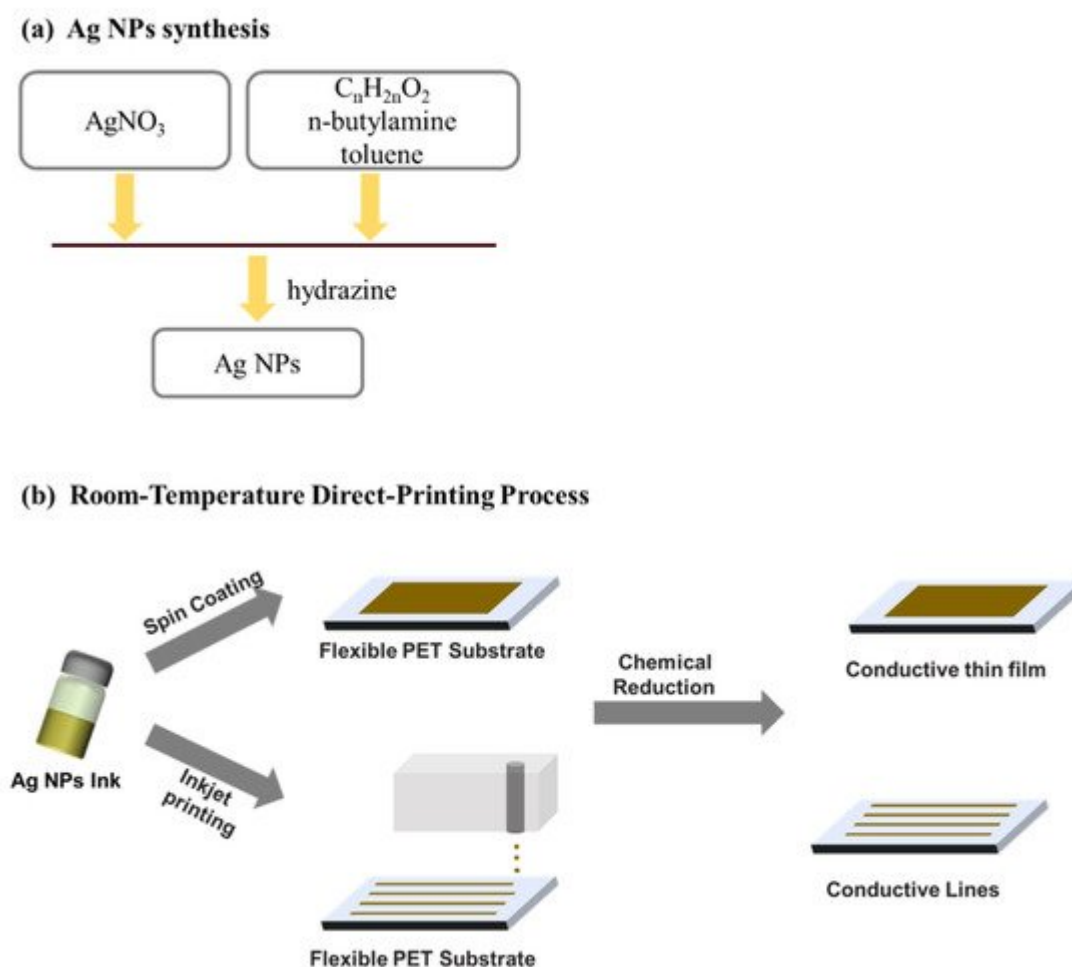 (a) Ag NPs synthesis
AgNO₃
CₙH₂ₙO₂
n-butylamine
toluene
hydrazine
Ag NPs
(b) Room-Temperature Direct-Printing Process
Spin Coating
Flexible PET Substrate
Chemical
Reduction
Conductive thin film
Ag NPs Ink
Inkjet
printing
Flexible PET Substrate
Conductive Lines